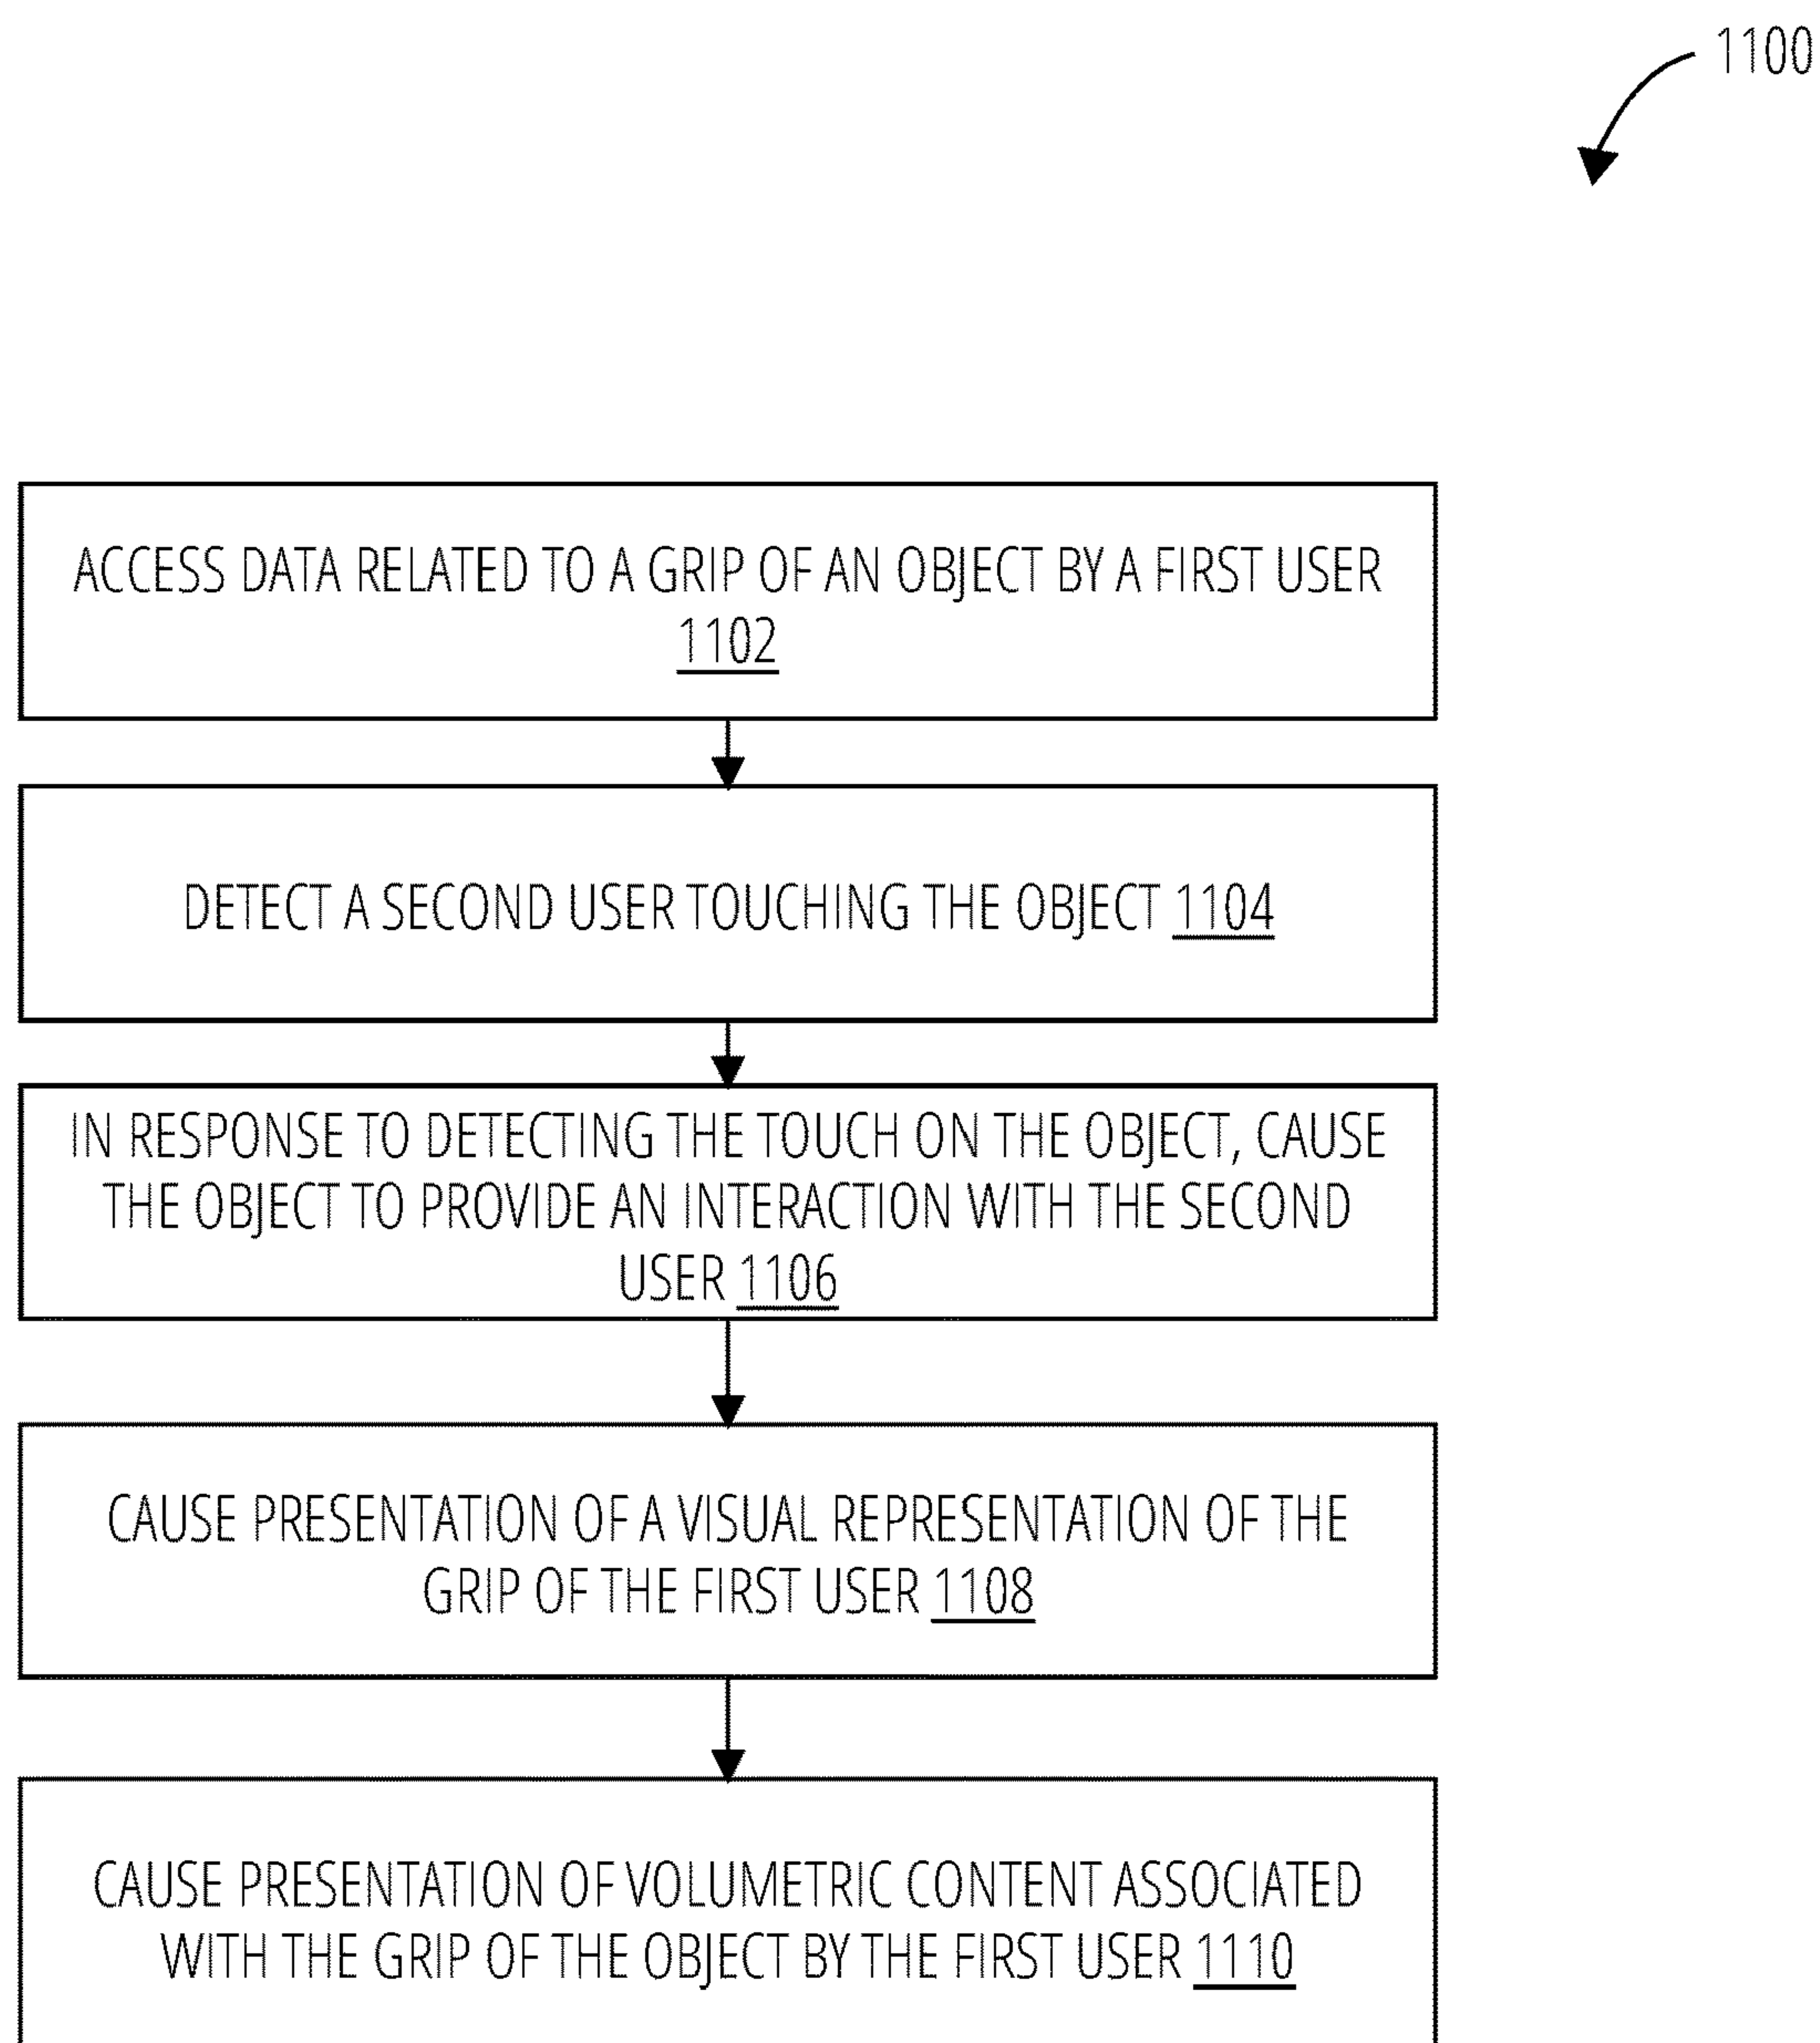 1100
ACCESS DATA RELATED TO A GRIP OF AN OBJECT BY A FIRST USER
1102
DETECT A SECOND USER TOUCHING THE OBJECT 1104
IN RESPONSE TO DETECTING THE TOUCH ON THE OBJECT, CAUSE
THE OBJECT TO PROVIDE AN INTERACTION WITH THE SECOND
USER 1106
CAUSE PRESENTATION OF A VISUAL REPRESENTATION OF THE
GRIP OF THE FIRST USER 1108
CAUSE PRESENTATION OF VOLUMETRIC CONTENT ASSOCIATED
WITH THE GRIP OF THE OBJECT BY THE FIRST USER 1110